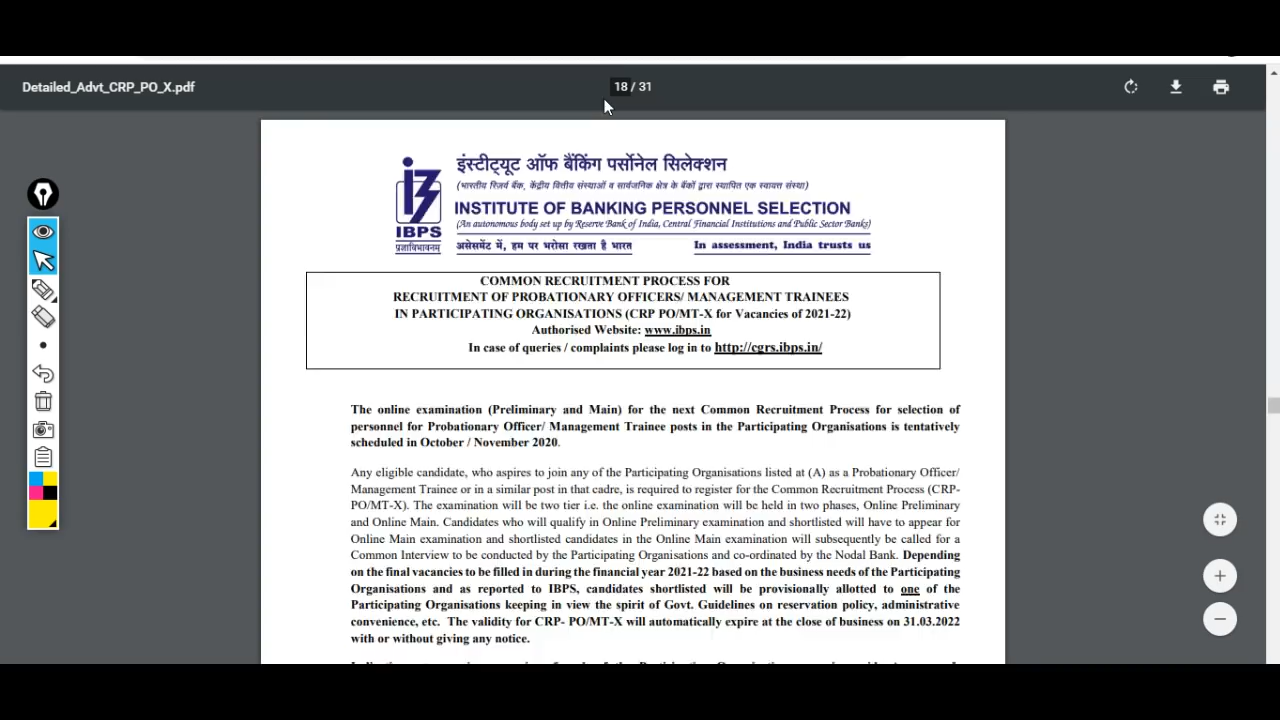 Detailed_Advt_CRP_PO_X.pdf
18 / 31
इंस्टीट्यूट ऑफ बैंकिंग पर्सोनेल सिलेक्शन
(भारतीय रिजर्व बैंक, केंद्रीय वित्तीय संस्थाओं व सार्वजनिक क्षेत्र के बैंकों द्वारा स्थापित एक स्वायत्त संस्था)
INSTITUTE OF BANKING PERSONNEL SELECTION
(An autonomous body set up by Reserve Bank of India, Central Financial Institutions and Public Sector Banks)
IBPS
प्रज्ञाविभावनम्
असेसमेंट में, हम पर भरोसा रखता है भारत In assessment, India trusts us
COMMON RECRUITMENT PROCESS FOR
RECRUITMENT OF PROBATIONARY OFFICERS/ MANAGEMENT TRAINEES
IN PARTICIPATING ORGANISATIONS (CRP PO/MT-X for Vacancies of 2021-22)
Authorised Website: www.ibps.in
In case of queries / complaints please log in to http://cgrs.ibps.in/
The online examination (Preliminary and Main) for the next Common Recruitment Process for selection of
personnel for Probationary Officer/ Management Trainee posts in the Participating Organisations is tentatively
scheduled in October / November 2020.
Any eligible candidate, who aspires to join any of the Participating Organisations listed at (A) as a Probationary Officer/
Management Trainee or in a similar post in that cadre, is required to register for the Common Recruitment Process (CRP-
PO/MT-X). The examination will be two tier i.e. the online examination will be held in two phases, Online Preliminary
and Online Main. Candidates who will qualify in Online Preliminary examination and shortlisted will have to appear for
Online Main examination and shortlisted candidates in the Online Main examination will subsequently be called for a
Common Interview to be conducted by the Participating Organisations and co-ordinated by the Nodal Bank. Depending
on the final vacancies to be filled in during the financial year 2021-22 based on the business needs of the Participating
Organisations and as reported to IBPS, candidates shortlisted will be provisionally allotted to one of the
Participating Organisations keeping in view the spirit of Govt. Guidelines on reservation policy, administrative
convenience, etc. The validity for CRP- PO/MT-X will automatically expire at the close of business on 31.03.2022
with or without giving any notice.